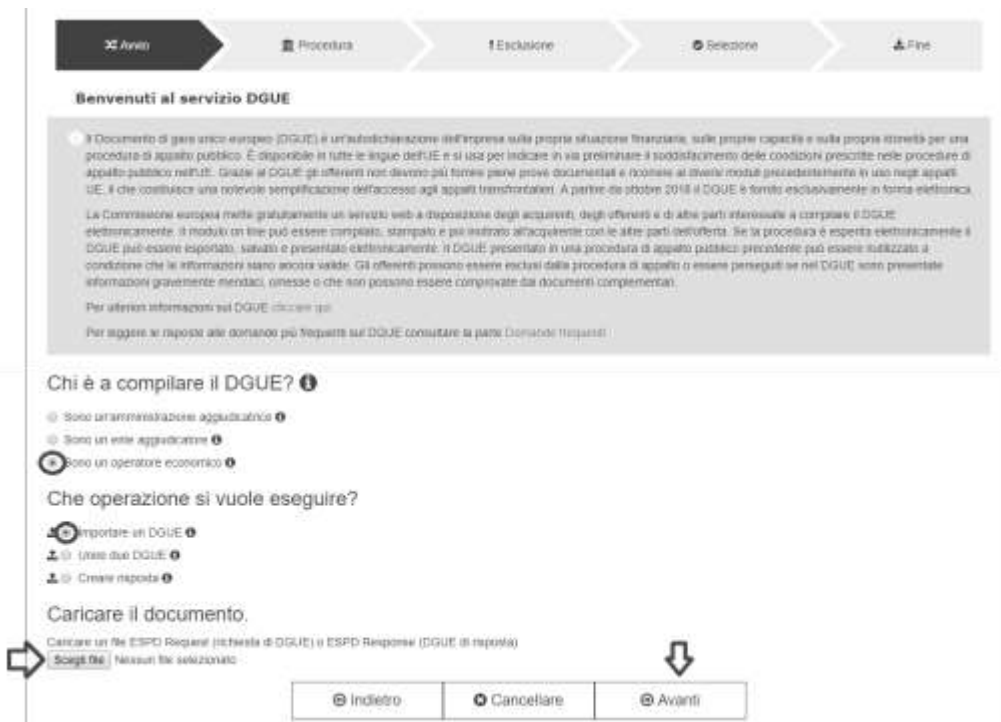 Avvio
Procedura
Esclusione
Selezione
Fine
Benvenuti al servizio DGUE
Il Documento di gara unico europeo (DGUE) è un'autodichiarazione dell'impresa sulla propria situazione finanziaria, sulle proprie capacità e sulla propria idoneità per una
procedura di appalto pubblico. È disponibile in tutte le lingue dell'UE e si usa per indicare in via preliminare il soddisfacimento delle condizioni prescritte nelle procedure di
appalto pubblico nell'UE. Grazie al DGUE gli offerenti non devono più fornire piene prove documentali e ricorrere ai diversi moduli precedentemente in uso negli appalti
UE, il che costituisce una notevole semplificazione dell'accesso agli appalti transfrontalieri. A partire da ottobre 2018 il DGUE è fornito esclusivamente in forma elettronica.
La Commissione europea mette gratuitamente un servizio web a disposizione degli acquirenti, degli offerenti e di altre parti interessate a compilare il DGUE
elettronicamente. Il modulo on line può essere compilato, stampato e poi inoltrato all'acquirente con le altre parti dell'offerta. Se la procedura è esperita elettronicamente il
DGUE può essere esportato, salvato e presentato elettronicamente. Il DGUE presentato in una procedura di appalto pubblico precedente può essere riutilizzato a
condizione che le informazioni siano ancora valide. Gli offerenti possono essere esclusi dalla procedura di appalto o essere perseguiti se nel DGUE sono presentate
informazioni gravemente mendaci, omesse o che non possono essere comprovate dai documenti complementari.
Per ulteriori informazioni sul DGUE cliccare qui
Per leggere le risposte alle domande più frequenti sul DGUE consultare la parte Domande frequenti
Chi è a compilare il DGUE?
Sono un'amministrazione aggiudicatrice
Sono un ente aggiudicatore
Sono un operatore economico
Che operazione si vuole eseguire?
Importare un DGUE
Unire due DGUE
Creare risposta
Caricare il documento.
Caricare un file ESPD Request (richiesta di DGUE) o ESPD Response (DGUE di risposta)
Scegli file Nessun file selezionato
Indietro
Cancellare
Avanti